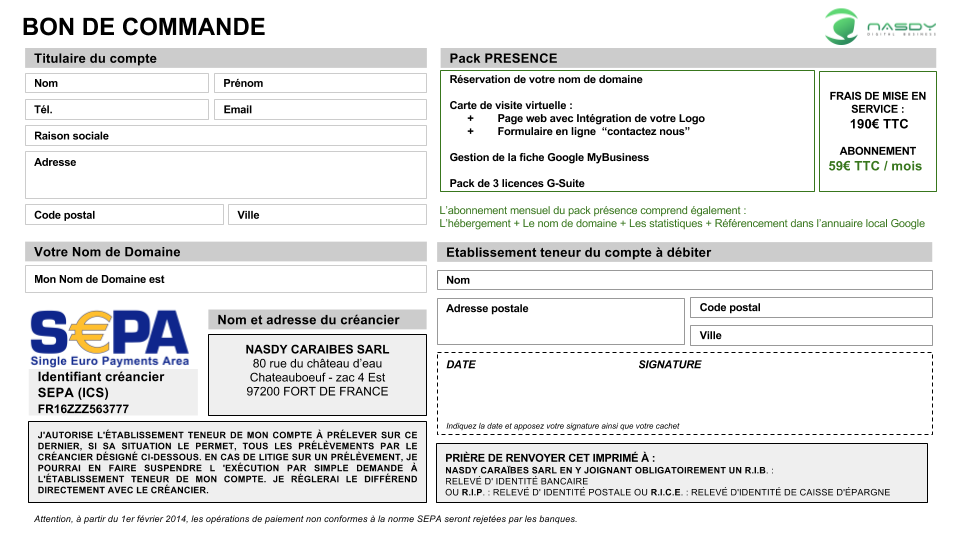 BON DE COMMANDE
NASDY
DIGITAL BUSINESS
Titulaire du compte
Nom
Prénom
Tél.
Email
Raison sociale
Adresse
Code postal
Ville
Pack PRESENCE
Réservation de votre nom de domaine
Carte de visite virtuelle :
+ Page web avec Intégration de votre Logo
+ Formulaire en ligne “contactez nous”
Gestion de la fiche Google MyBusiness
Pack de 3 licences G-Suite
FRAIS DE MISE EN
SERVICE :
190€ TTC
ABONNEMENT
59€ TTC / mois
L’abonnement mensuel du pack présence comprend également :
L’hébergement + Le nom de domaine + Les statistiques + Référencement dans l’annuaire local Google
Votre Nom de Domaine
Mon Nom de Domaine est
S€PA
Single Euro Payments Area
Identifiant créancier
SEPA (ICS)
FR16ZZZ563777
Nom et adresse du créancier
NASDY CARAIBES SARL
80 rue du château d’eau
Chateauboeuf - zac 4 Est
97200 FORT DE FRANCE
J'AUTORISE L'ÉTABLISSEMENT TENEUR DE MON COMPTE À PRÉLEVER SUR CE
DERNIER, SI SA SITUATION LE PERMET, TOUS LES PRÉLÈVEMENTS PAR LE
CRÉANCIER DÉSIGNÉ CI-DESSOUS. EN CAS DE LITIGE SUR UN PRÉLÈVEMENT, JE
POURRAI EN FAIRE SUSPENDRE L 'EXÉCUTION PAR SIMPLE DEMANDE À
L'ÉTABLISSEMENT TENEUR DE MON COMPTE. JE RÉGLERAI LE DIFFÉREND
DIRECTEMENT AVEC LE CRÉANCIER.
Etablissement teneur du compte à débiter
Nom
Adresse postale
Code postal
Ville
DATE
SIGNATURE
Indiquez la date et apposez votre signature ainsi que votre cachet
PRIÈRE DE RENVOYER CET IMPRIMÉ À :
NASDY CARAÏBES SARL EN Y JOIGNANT OBLIGATOIREMENT UN R.I.B. :
RELEVÉ D' IDENTITÉ BANCAIRE
OU R.I.P. : RELEVÉ D' IDENTITÉ POSTALE OU R.I.C.E. : RELEVÉ D'IDENTITÉ DE CAISSE D'ÉPARGNE
Attention, à partir du 1er février 2014, les opérations de paiement non conformes à la norme SEPA seront rejetées par les banques.